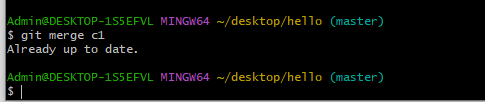 Admin@DESKTOP-1S5EFVL MINGW64 ~/desktop/hello (master)
$ git merge c1
Already up to date.
Admin@DESKTOP-1S5EFVL MINGW64 ~/desktop/hello (master)
$